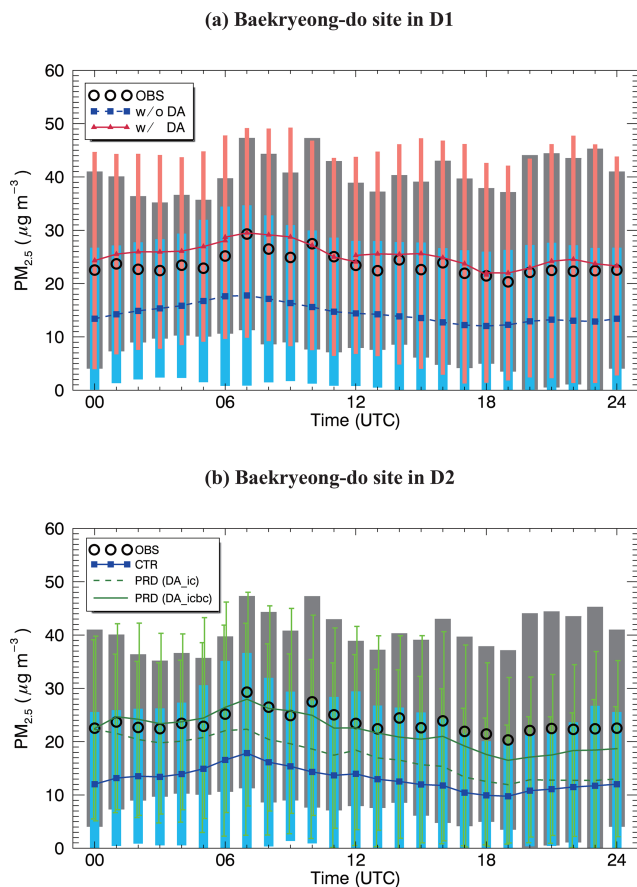 (a) Baekryeong-do site in D1
60
50
40
30
20
10
0
PM2.5 ( μg m−3)
OBS
w/o DA
w/ DA
00 06 12 18 24
Time (UTC)
(b) Baekryeong-do site in D2
60
50
40
30
20
10
0
PM2.5 ( μg m−3)
OBS
CTR
PRD (DA_ic)
PRD (DA_icbc)
00 06 12 18 24
Time (UTC)